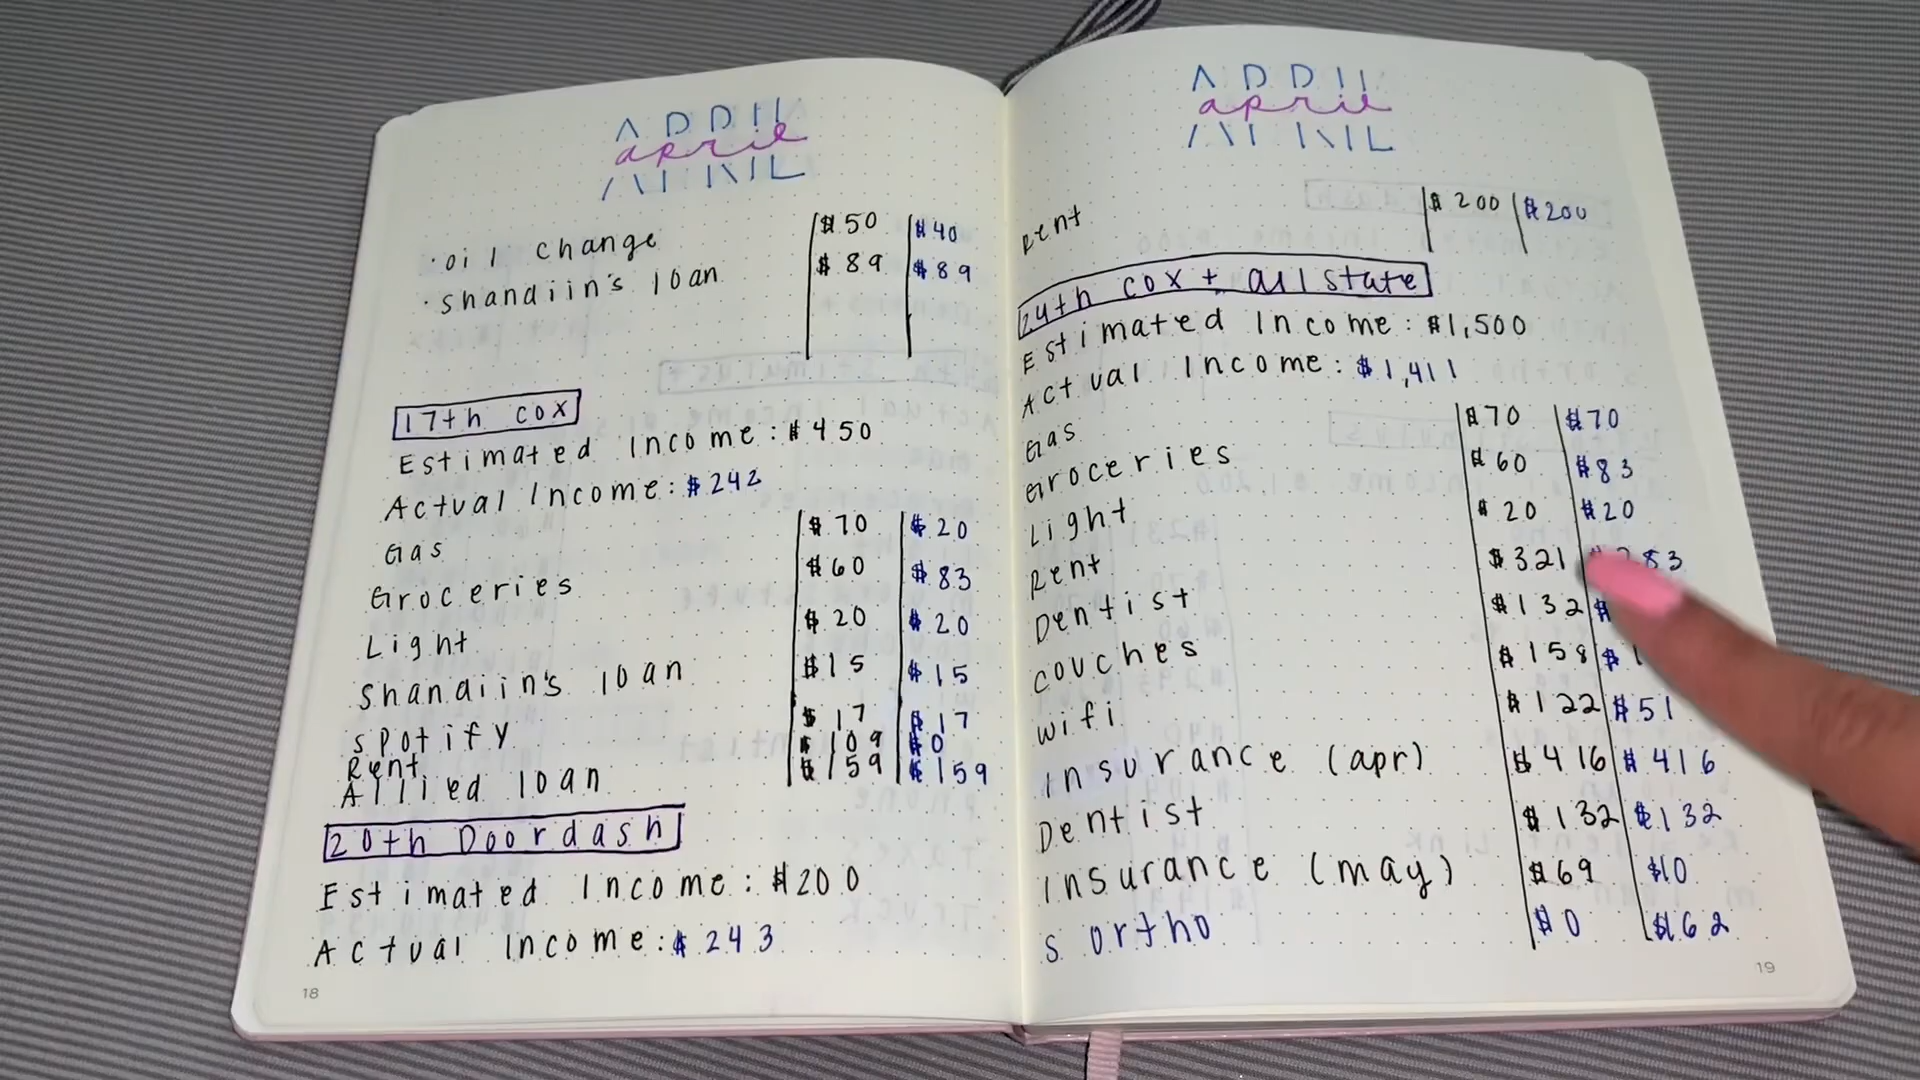 APRIL
april
· oil change $50 $40
· shandiin's loan $89 $89
17th cox
Estimated Income: $450
Actual Income: $242
Gas $70 $20
Groceries $60 $83
Light $20 $20
Shandiin's loan $15 $15
Spotify $17 $17
Rent $109 $0
Allied loan $159 $159
20th Doordash
Estimated Income: $200
Actual Income: $243
18
APRIL
april
Rent $200 $200
24th cox + allstate
Estimated Income: $1,500
Actual Income: $1,411
Gas $70 $70
Groceries $60 $83
Light $20 $20
Rent $321
Dentist $132
couches $158
wifi $122 $51
Insurance (apr) $416 $416
Dentist $132 $132
Insurance (may) $69 $10
S. ortho $0 $162
19